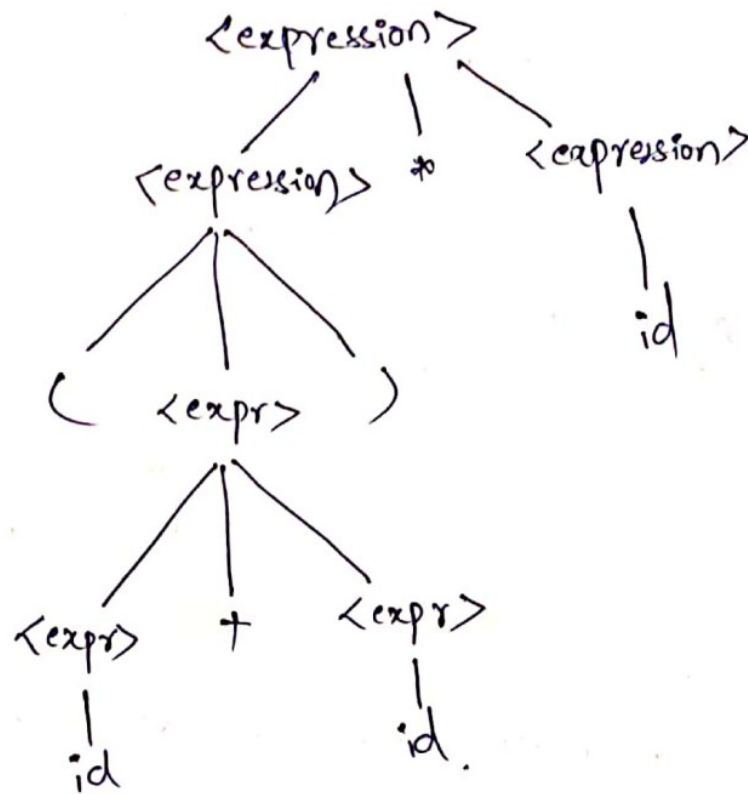 <expression>
<expression> * <expression>
id
( <expr> )
<expr> + <expr>
id id.